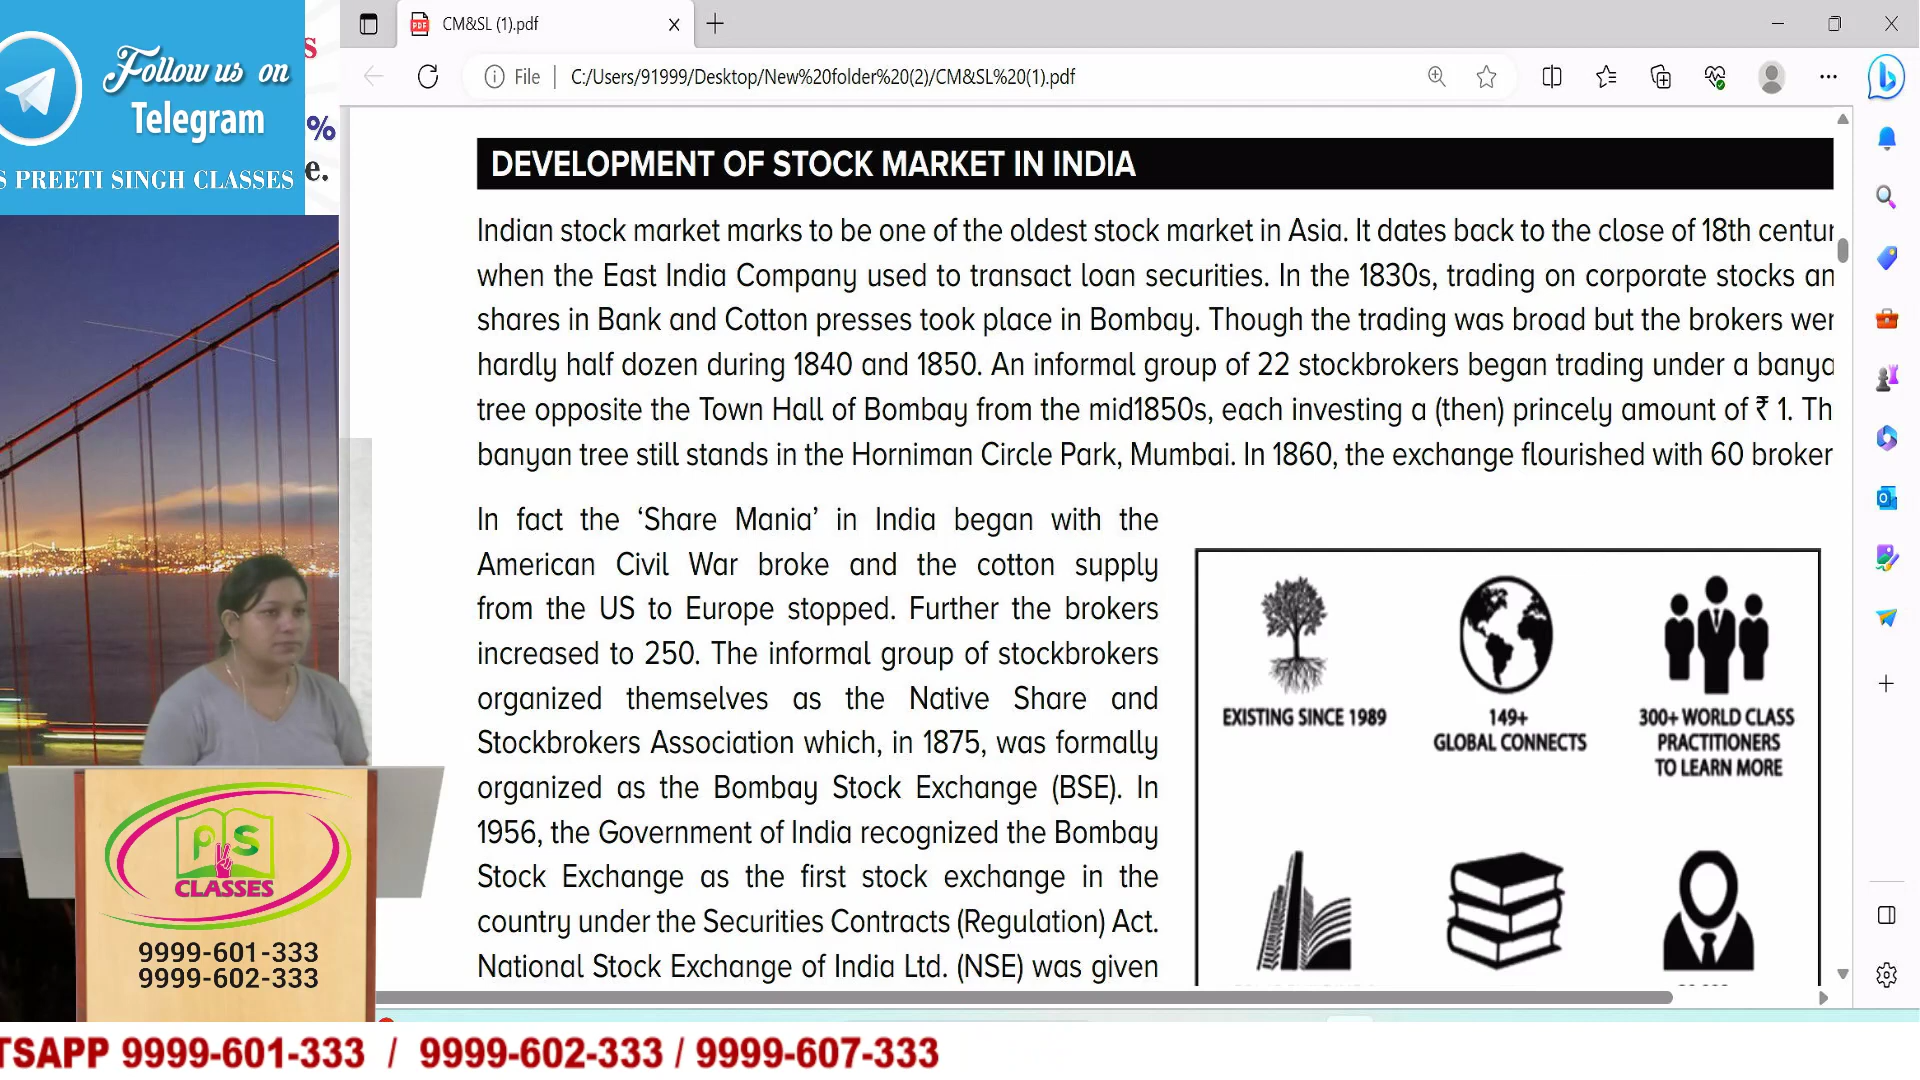 Follow us on
Telegram
S PREETI SINGH CLASSES
s
%
e.
CM&SL (1).pdf
File
C:/Users/91999/Desktop/New%20folder%20(2)/CM&SL%20(1).pdf
DEVELOPMENT OF STOCK MARKET IN INDIA
Indian stock market marks to be one of the oldest stock market in Asia. It dates back to the close of 18th centur
when the East India Company used to transact loan securities. In the 1830s, trading on corporate stocks an
shares in Bank and Cotton presses took place in Bombay. Though the trading was broad but the brokers wer
hardly half dozen during 1840 and 1850. An informal group of 22 stockbrokers began trading under a banya
tree opposite the Town Hall of Bombay from the mid1850s, each investing a (then) princely amount of ₹ 1. Th
banyan tree still stands in the Horniman Circle Park, Mumbai. In 1860, the exchange flourished with 60 broker
In fact the ‘Share Mania’ in India began with the
American Civil War broke and the cotton supply
from the US to Europe stopped. Further the brokers
increased to 250. The informal group of stockbrokers
organized themselves as the Native Share and
Stockbrokers Association which, in 1875, was formally
organized as the Bombay Stock Exchange (BSE). In
1956, the Government of India recognized the Bombay
Stock Exchange as the first stock exchange in the
country under the Securities Contracts (Regulation) Act.
National Stock Exchange of India Ltd. (NSE) was given
EXISTING SINCE 1989
149+
GLOBAL CONNECTS
300+ WORLD CLASS
PRACTITIONERS
TO LEARN MORE
PS
CLASSES
9999-601-333
9999-602-333
TSAPP 9999-601-333 / 9999-602-333 / 9999-607-333